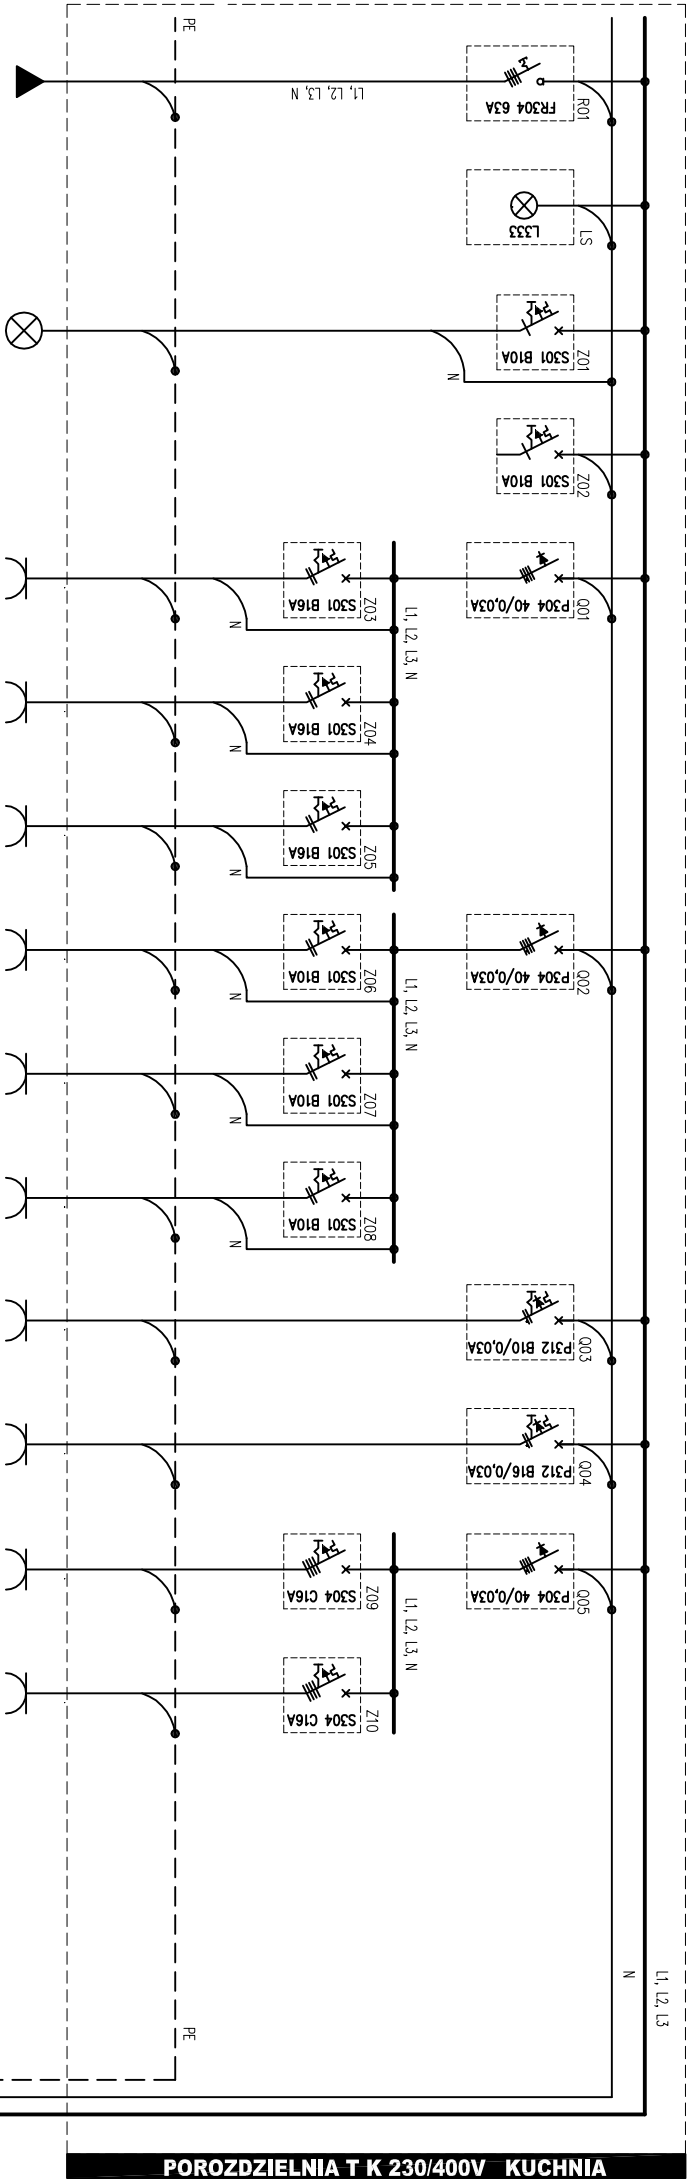 PE
L1, L2, L3, N
FR304 63A
R01
L333
LS
S301 B10A
Z01
N
S301 B10A
Z02
S301 B16A
Z03
N
L1, L2, L3, N
P304 40/0,03A
Q01
S301 B16A
Z04
N
S301 B16A
Z05
N
S301 B10A
Z06
N
L1, L2, L3, N
P304 40/0,03A
Q02
S301 B10A
Z07
N
S301 B10A
Z08
N
P312 B10/0,03A
Q03
P312 B16/0,03A
Q04
S304 C16A
Z09
L1, L2, L3, N
P304 40/0,03A
Q05
S304 C16A
Z10
N
L1, L2, L3
PE
POROZDZIELNIA T K 230/400V KUCHNIA